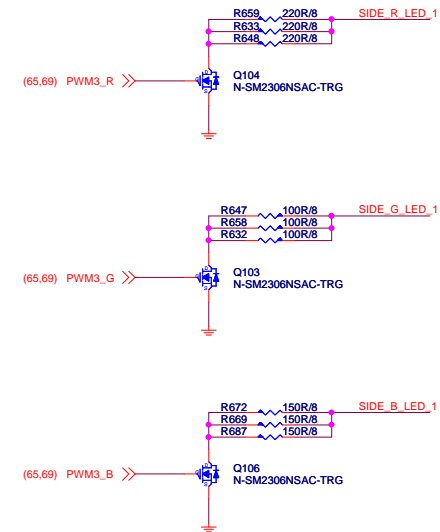 R659 220R/8 SIDE_R_LED_1
R633 220R/8
R648 220R/8
Q104
(65,69) PWM3_R N-SM2306NSAC-TRG
R647 100R/8 SIDE_G_LED_1
R658 100R/8
R632 100R/8
Q103
(65,69) PWM3_G N-SM2306NSAC-TRG
R672 150R/8 SIDE_B_LED_1
R669 150R/8
R687 150R/8
Q106
(65,69) PWM3_B N-SM2306NSAC-TRG